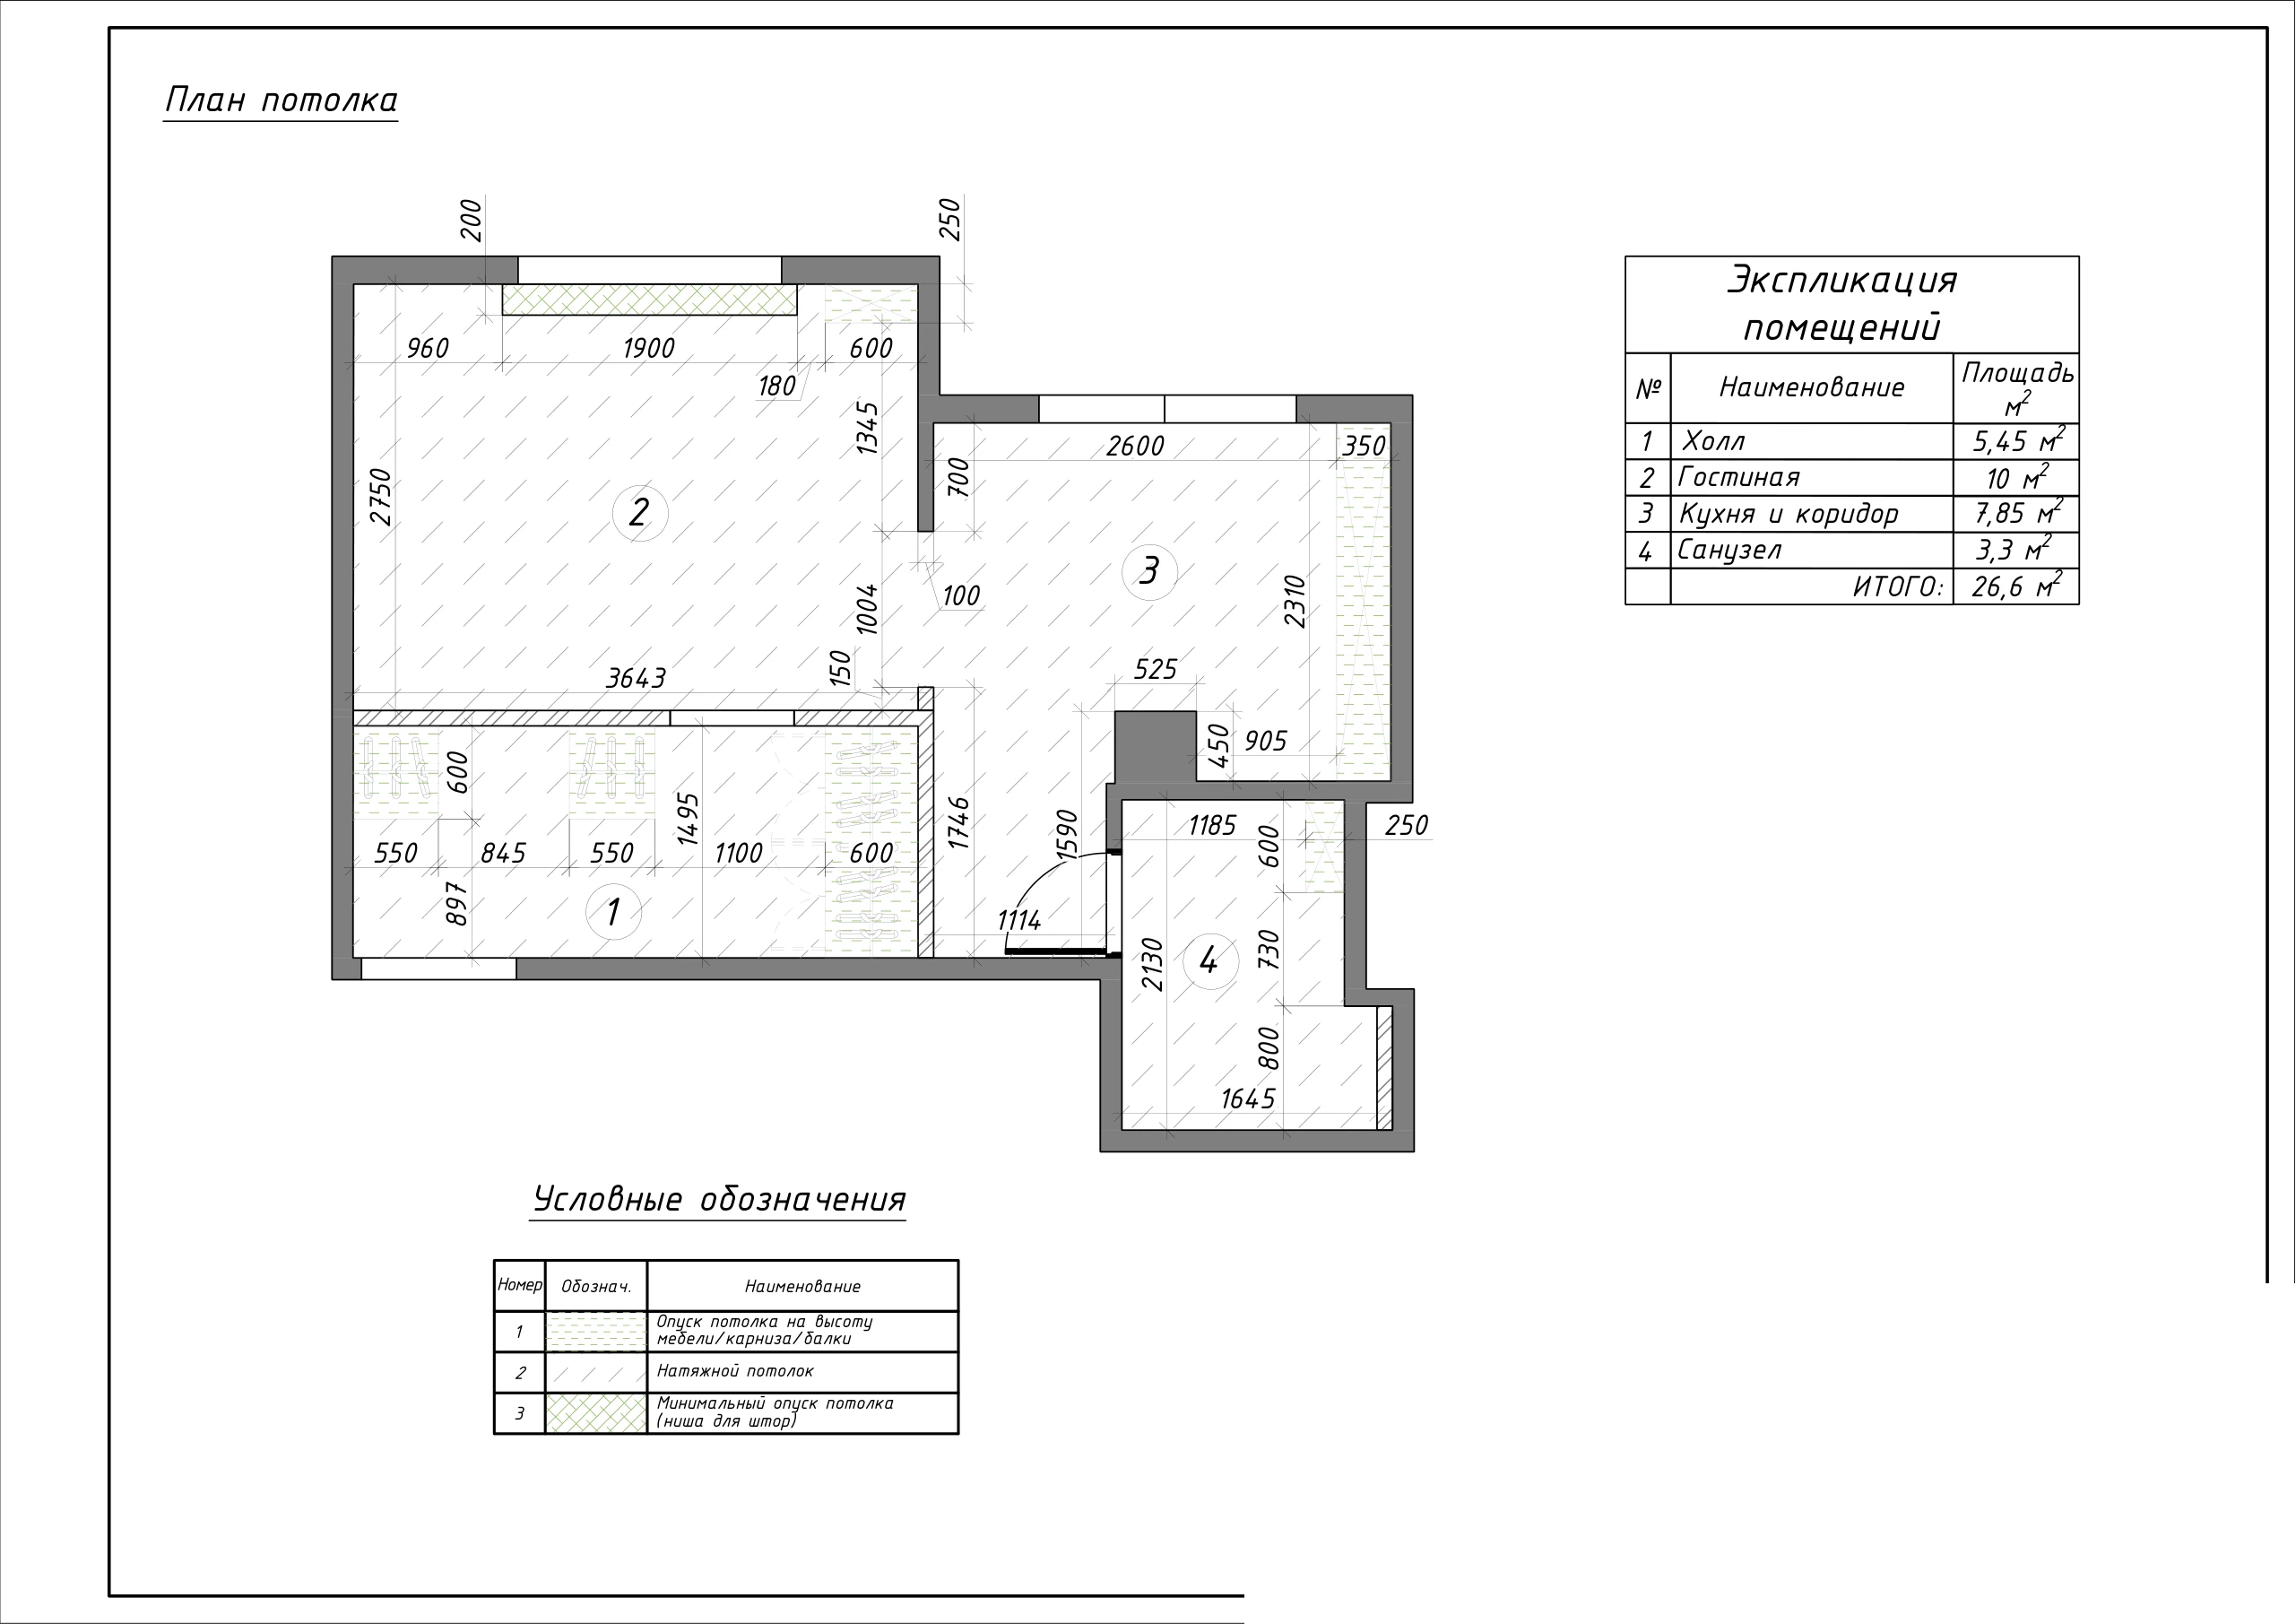 План потолка
200
250
960
1900
600
180
1345
2750
2
700
2600
350
3
100
1004
2310
3643
150
525
450
905
600
1495
1746
1590
550
845
550
1100
600
897
1
1114
1185
600
250
2130
4
730
800
1645
Экспликация
помещений
№ Наименование Площадь м²
1 Холл 5,45 м²
2 Гостиная 10 м²
3 Кухня и коридор 7,85 м²
4 Санузел 3,3 м²
ИТОГО: 26,6 м²
Условные обозначения
Номер Обознач. Наименование
1 Опуск потолка на высоту
мебели/карниза/балки
2 Натяжной потолок
3 Минимальный опуск потолка
(ниша для штор)